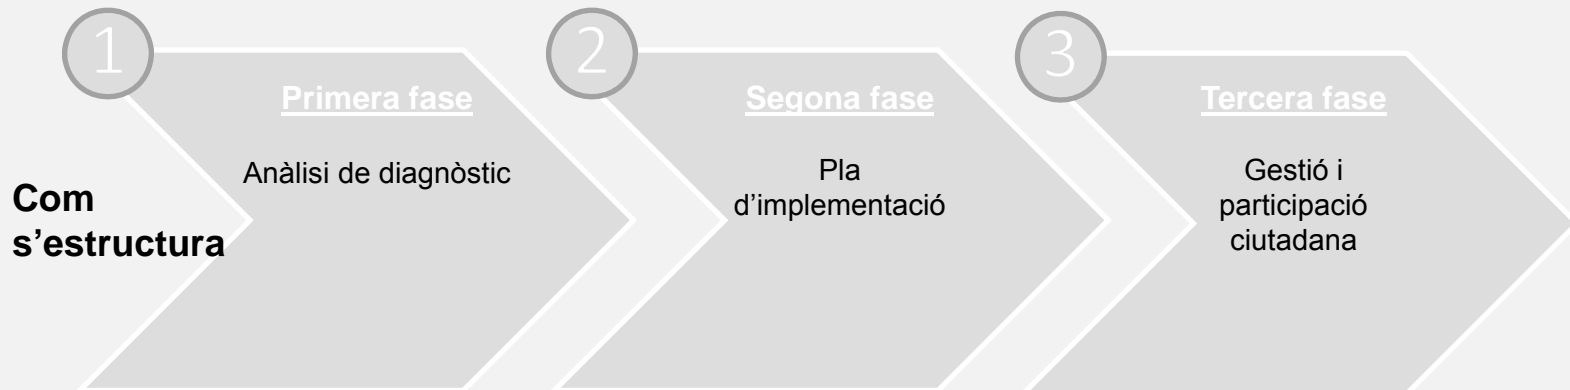 Com
s’estructura
1
Primera fase
Anàlisi de diagnòstic
2
Segona fase
Pla
d’implementació
3
Tercera fase
Gestió i
participació
ciutadana